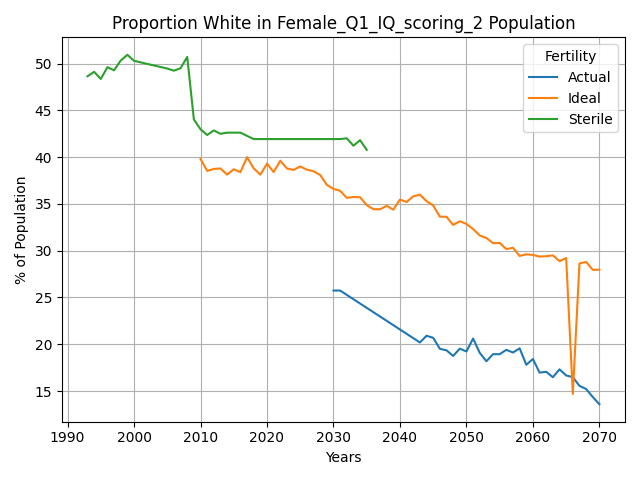 Proportion White in Female_Q1_IQ_scoring_2 Population
Fertility
Actual
Ideal
Sterile
% of Population
50
45
40
35
30
25
20
15
1990 2000 2010 2020 2030 2040 2050 2060 2070
Years